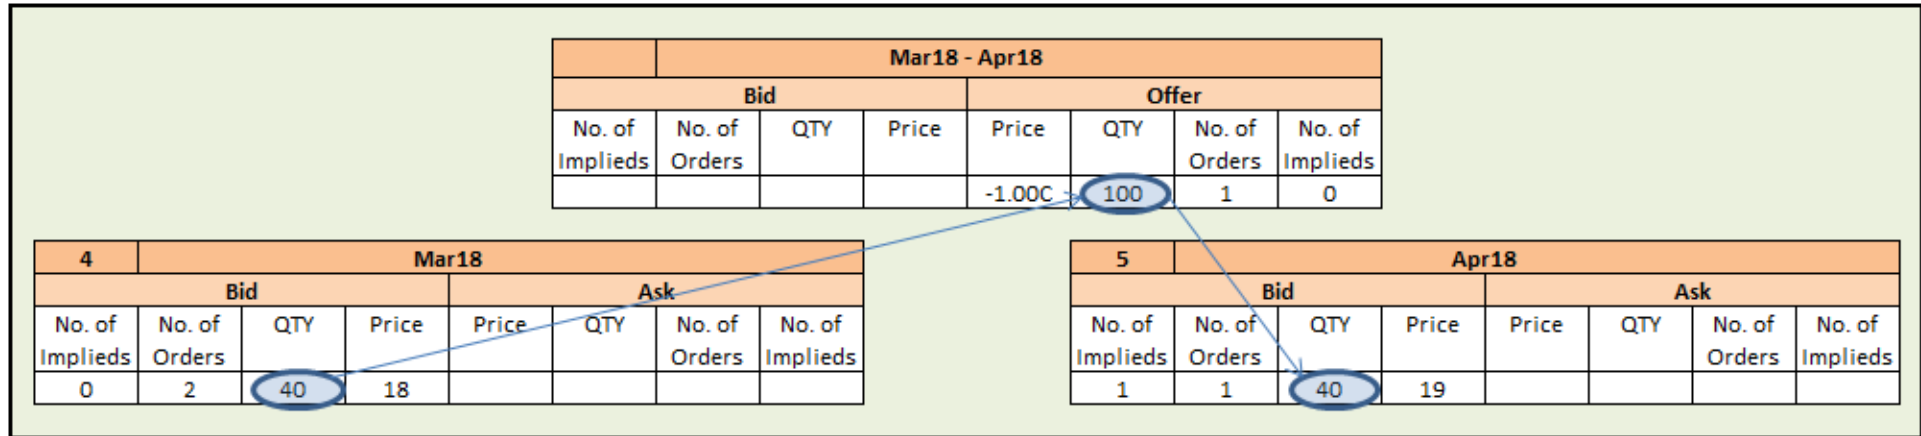 Mar18 - Apr18
Bid Offer
No. of No. of QTY Price Price QTY No. of No. of
Implieds Orders Orders Implieds
-1.00C 100 1 0
4 Mar18
Bid Ask
No. of No. of QTY Price Price QTY No. of No. of
Implieds Orders Orders Implieds
0 2 40 18
5 Apr18
Bid Ask
No. of No. of QTY Price Price QTY No. of No. of
Implieds Orders Orders Implieds
1 1 40 19